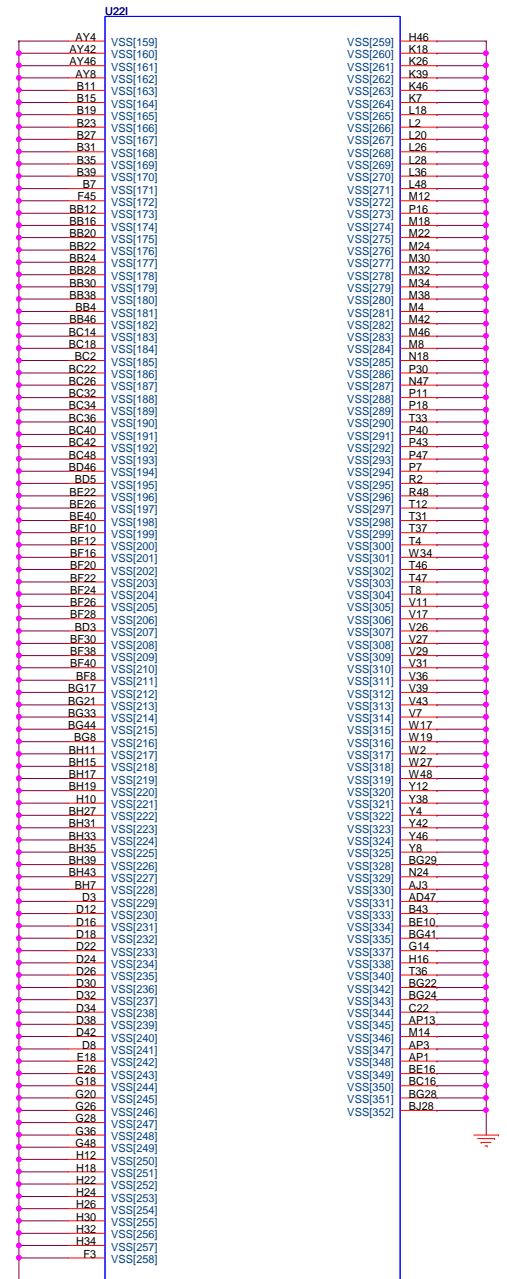 U22I
AY4 VSS[159]
AY42 VSS[160]
AY46 VSS[161]
AY8 VSS[162]
B11 VSS[163]
B15 VSS[164]
B19 VSS[165]
B23 VSS[166]
B27 VSS[167]
B31 VSS[168]
B35 VSS[169]
B39 VSS[170]
B7 VSS[171]
F45 VSS[172]
BB12 VSS[173]
BB16 VSS[174]
BB20 VSS[175]
BB22 VSS[176]
BB24 VSS[177]
BB28 VSS[178]
BB30 VSS[179]
BB38 VSS[180]
BB4 VSS[181]
BB46 VSS[182]
BC14 VSS[183]
BC18 VSS[184]
BC2 VSS[185]
BC22 VSS[186]
BC26 VSS[187]
BC32 VSS[188]
BC34 VSS[189]
BC36 VSS[190]
BC40 VSS[191]
BC42 VSS[192]
BC48 VSS[193]
BD46 VSS[194]
BD5 VSS[195]
BE22 VSS[196]
BE26 VSS[197]
BE40 VSS[198]
BF10 VSS[199]
BF12 VSS[200]
BF16 VSS[201]
BF20 VSS[202]
BF22 VSS[203]
BF24 VSS[204]
BF26 VSS[205]
BF28 VSS[206]
BD3 VSS[207]
BF30 VSS[208]
BF38 VSS[209]
BF40 VSS[210]
BF8 VSS[211]
BG17 VSS[212]
BG21 VSS[213]
BG33 VSS[214]
BG44 VSS[215]
BG8 VSS[216]
BH11 VSS[217]
BH15 VSS[218]
BH17 VSS[219]
BH19 VSS[220]
H10 VSS[221]
BH27 VSS[222]
BH31 VSS[223]
BH33 VSS[224]
BH35 VSS[225]
BH39 VSS[226]
BH43 VSS[227]
BH7 VSS[228]
D3 VSS[229]
D12 VSS[230]
D16 VSS[231]
D18 VSS[232]
D22 VSS[233]
D24 VSS[234]
D26 VSS[235]
D30 VSS[236]
D32 VSS[237]
D34 VSS[238]
D38 VSS[239]
D42 VSS[240]
D8 VSS[241]
E18 VSS[242]
E26 VSS[243]
G18 VSS[244]
G20 VSS[245]
G26 VSS[246]
G28 VSS[247]
G36 VSS[248]
G48 VSS[249]
H12 VSS[250]
H18 VSS[251]
H22 VSS[252]
H24 VSS[253]
H26 VSS[254]
H30 VSS[255]
H32 VSS[256]
H34 VSS[257]
F3 VSS[258]
VSS[259] H46
VSS[260] K18
VSS[261] K26
VSS[262] K39
VSS[263] K46
VSS[264] K7
VSS[265] L18
VSS[266] L2
VSS[267] L20
VSS[268] L26
VSS[269] L28
VSS[270] L36
VSS[271] L48
VSS[272] M12
VSS[273] P16
VSS[274] M18
VSS[275] M22
VSS[276] M24
VSS[277] M30
VSS[278] M32
VSS[279] M34
VSS[280] M38
VSS[281] M4
VSS[282] M42
VSS[283] M46
VSS[284] M8
VSS[285] N18
VSS[286] P30
VSS[287] N47
VSS[288] P11
VSS[289] P18
VSS[290] T33
VSS[291] P40
VSS[292] P43
VSS[293] P47
VSS[294] P7
VSS[295] R2
VSS[296] R48
VSS[297] T12
VSS[298] T31
VSS[299] T37
VSS[300] T4
VSS[301] W34
VSS[302] T46
VSS[303] T47
VSS[304] T8
VSS[305] V11
VSS[306] V17
VSS[307] V26
VSS[308] V27
VSS[309] V29
VSS[310] V31
VSS[311] V36
VSS[312] V39
VSS[313] V43
VSS[314] V7
VSS[315] W17
VSS[316] W19
VSS[317] W2
VSS[318] W27
VSS[319] W48
VSS[320] Y12
VSS[321] Y38
VSS[322] Y4
VSS[323] Y42
VSS[324] Y46
VSS[325] Y8
VSS[328] BG29
VSS[329] N24
VSS[330] AJ3
VSS[331] AD47
VSS[333] B43
VSS[334] BE10
VSS[335] BG41
VSS[337] G14
VSS[338] H16
VSS[340] T36
VSS[342] BG22
VSS[343] BG24
VSS[344] C22
VSS[345] AP13
VSS[346] M14
VSS[347] AP3
VSS[348] AP1
VSS[349] BE16
VSS[350] BC16
VSS[351] BG28
VSS[352] BJ28